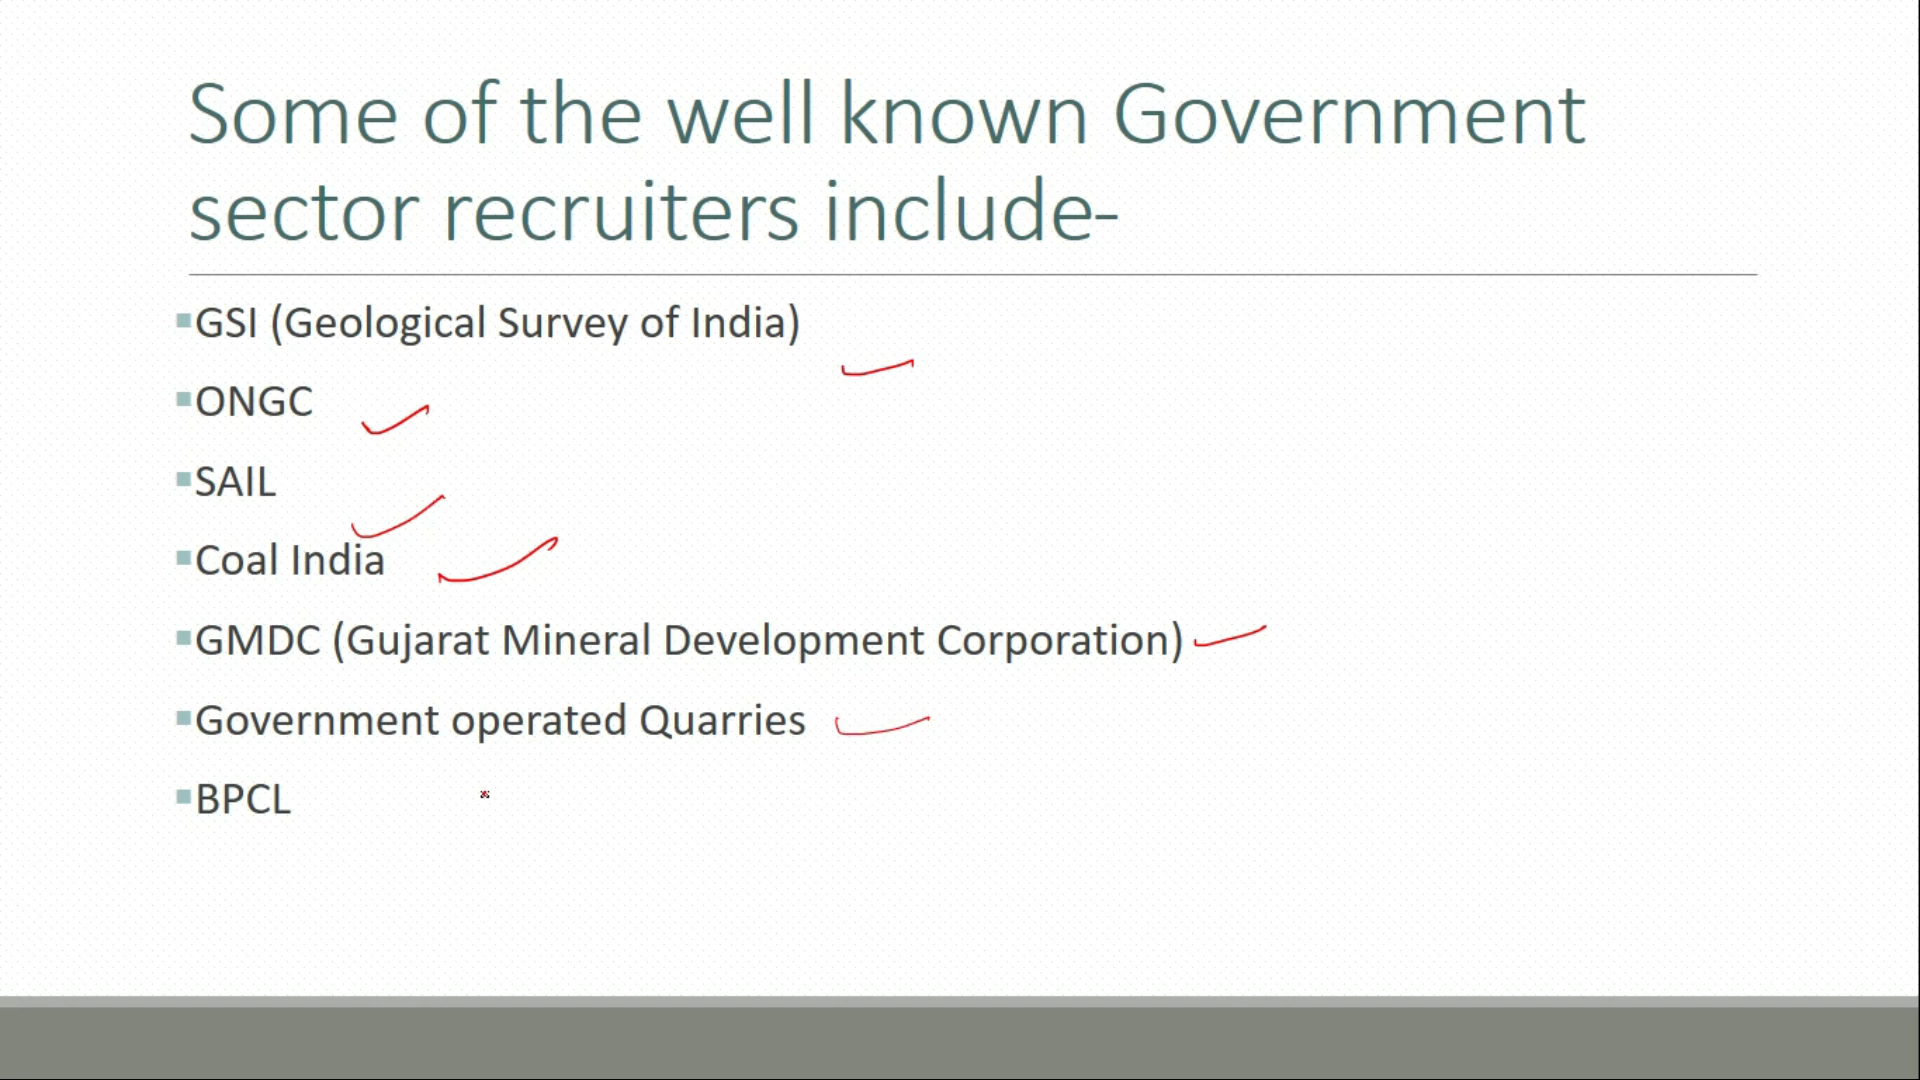 Some of the well known Government
sector recruiters include-
▪GSI (Geological Survey of India)
▪ONGC
▪SAIL
▪Coal India
▪GMDC (Gujarat Mineral Development Corporation)
▪Government operated Quarries
▪BPCL